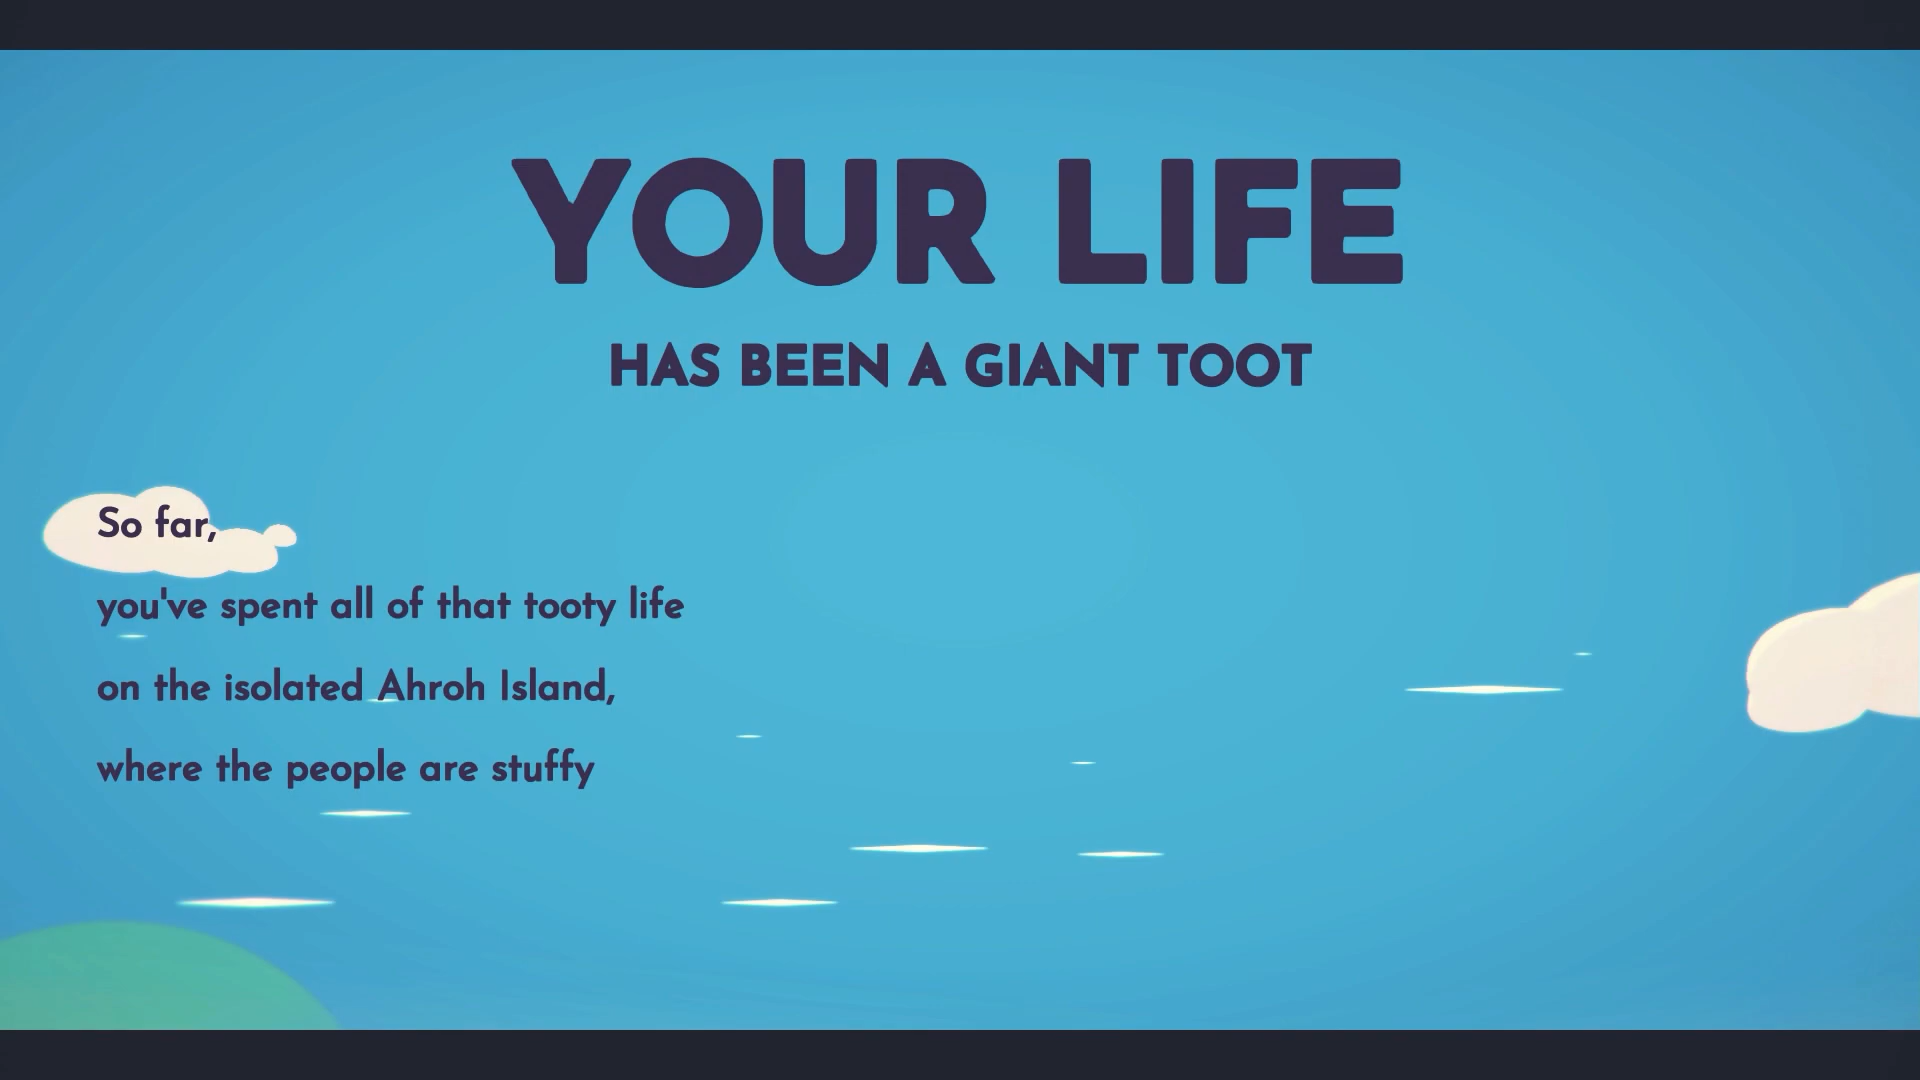 YOUR LIFE
HAS BEEN A GIANT TOOT
So far,
you've spent all of that tooty life
on the isolated Ahroh Island,
where the people are stuffy